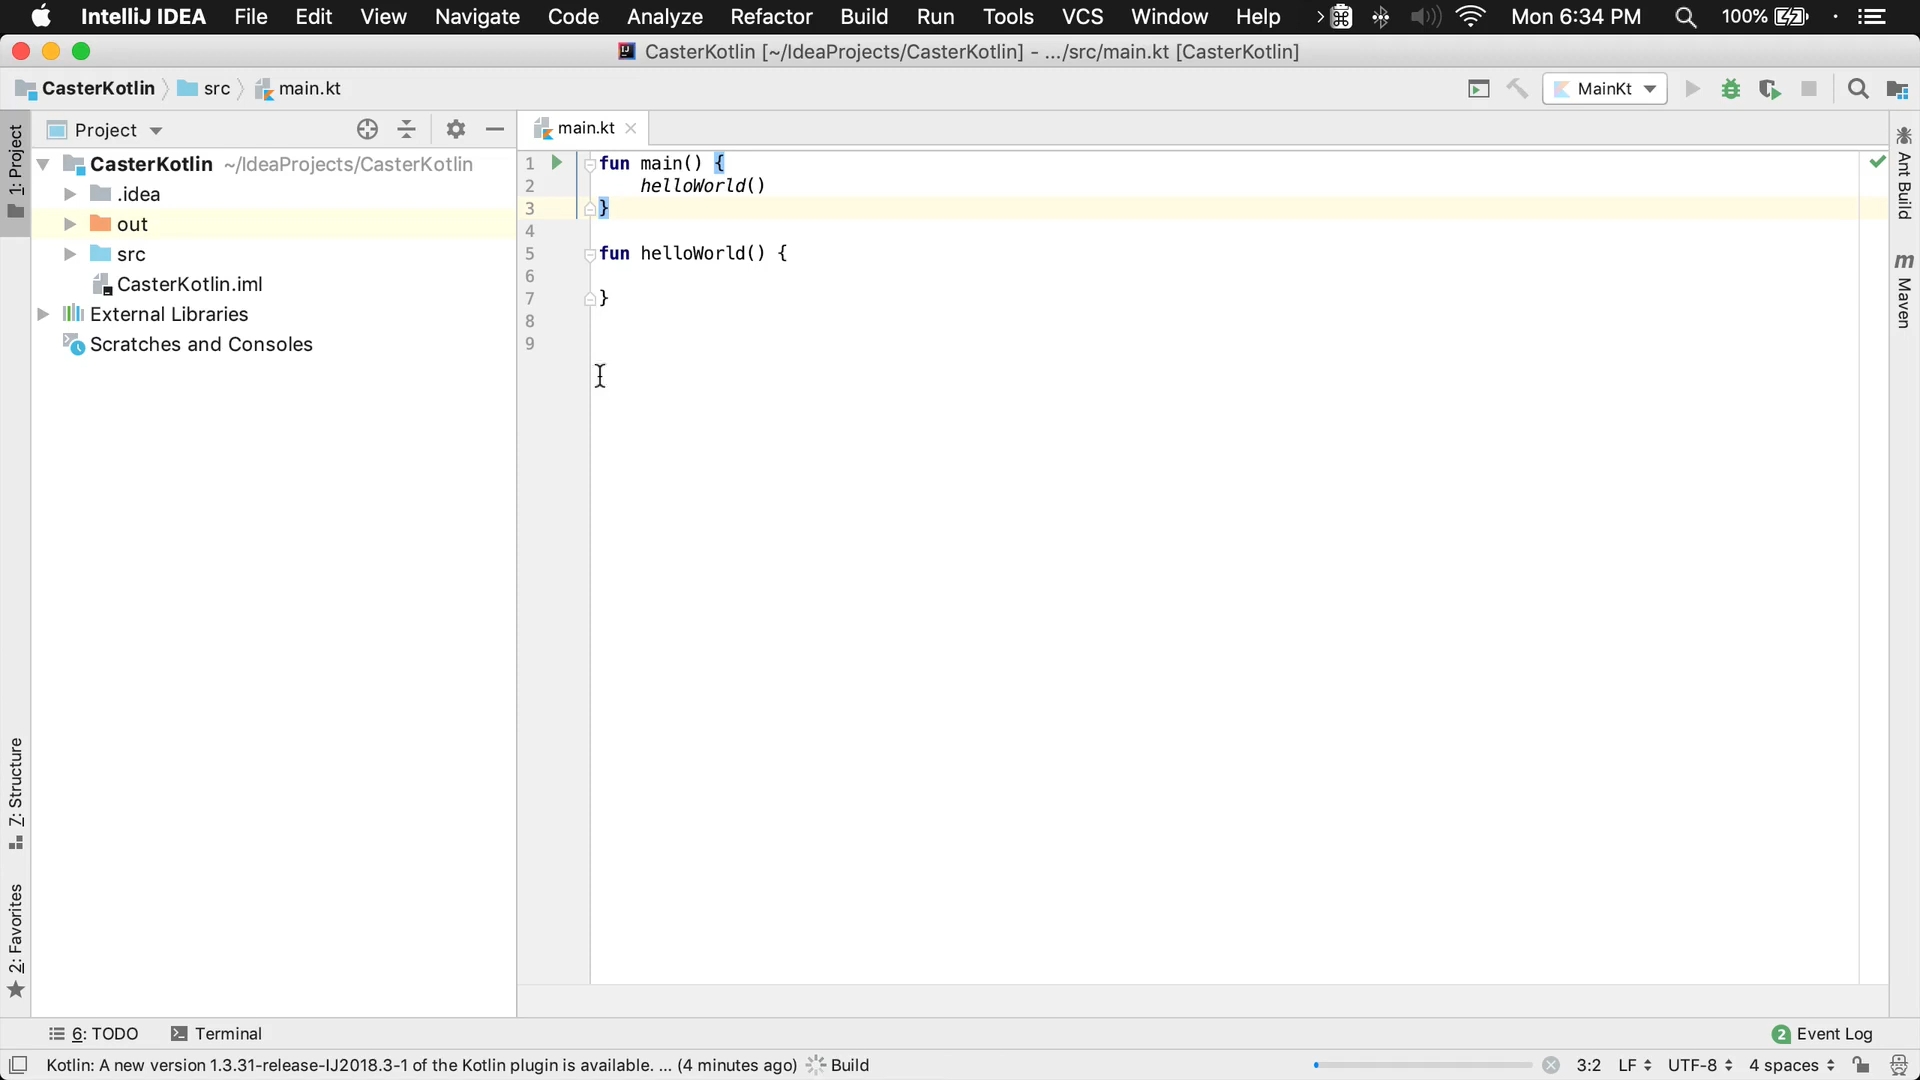 IntelliJ IDEA File Edit View Navigate Code Analyze Refactor Build Run Tools VCS Window Help Mon 6:34 PM 100%
CasterKotlin [~/IdeaProjects/CasterKotlin] - .../src/main.kt [CasterKotlin]
CasterKotlin src main.kt MainKt
Project
main.kt
1: Project
CasterKotlin ~/IdeaProjects/CasterKotlin
.idea
out
src
CasterKotlin.iml
External Libraries
Scratches and Consoles
1 fun main() {
2 helloWorld()
3 }
4
5 fun helloWorld() {
6
7 }
8
9
Ant Build
m Maven
Z: Structure
2: Favorites
6: TODO Terminal 2 Event Log
Kotlin: A new version 1.3.31-release-IJ2018.3-1 of the Kotlin plugin is available. ... (4 minutes ago) Build 3:2 LF UTF-8 4 spaces